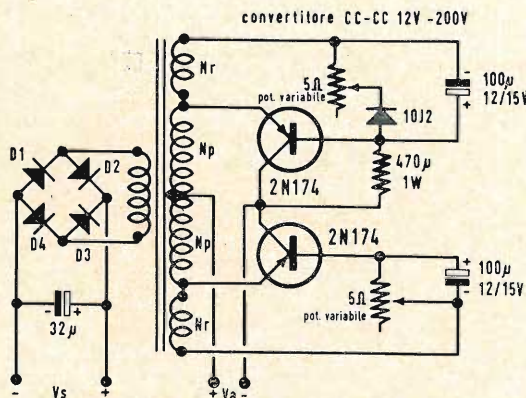 convertitore CC-CC 12V -200V
Nr
5Ω
pot. variabile
10J2
-
100µ
+
12/15V
D1
D2
Np
2N174
470µ
1W
D4
D3
Np
2N174
+
100µ
-
12/15V
5Ω
pot. variabile
Nr
- +
32µ
- Vs +
+ Va -